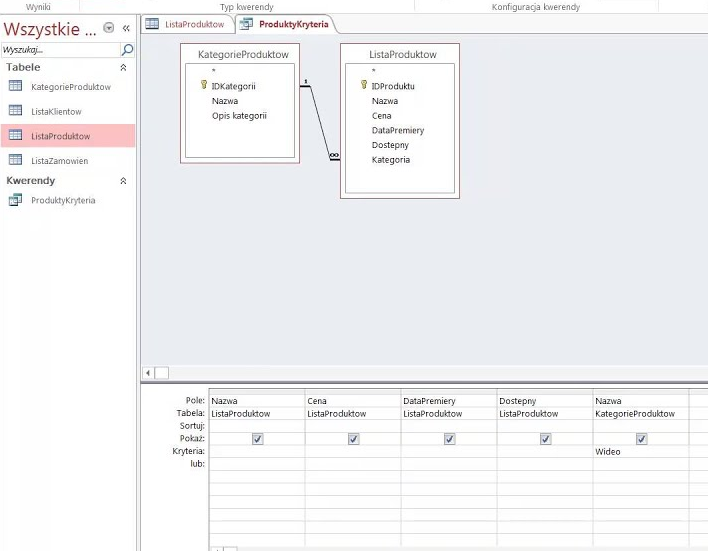 Wyniki Typ kwerendy Konfiguracja kwerendy
Wszystkie ... «
Wyszukaj...
Tabele
KategorieProduktow
ListaKlientow
ListaProduktow
ListaZamowien
Kwerendy
ProduktyKryteria
ListaProduktow ProduktyKryteria
KategorieProduktow
*
IDKategorii
Nazwa
Opis kategorii
1
∞
ListaProduktow
*
IDProduktu
Nazwa
Cena
DataPremiery
Dostepny
Kategoria
Pole: Nazwa Cena DataPremiery Dostepny Nazwa
Tabela: ListaProduktow ListaProduktow ListaProduktow ListaProduktow KategorieProduktow
Sortuj:
Pokaż:
Kryteria: Wideo
lub: